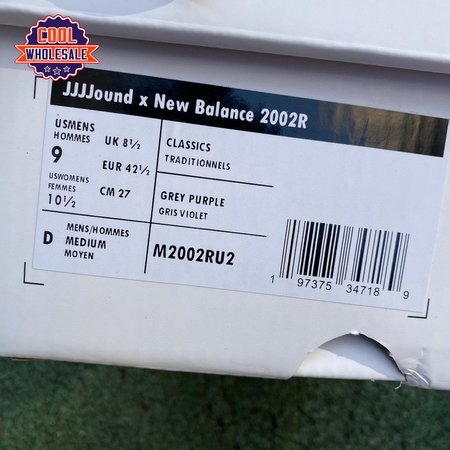 COOL
WHOLESALE
JJJJound x New Balance 2002R
USMENS
HOMMES
9
UK 8½
EUR 42½
USWOMENS
FEMMES
10½
CM 27
CLASSICS
TRADITIONNELS
GREY PURPLE
GRIS VIOLET
D
MENS/HOMMES
MEDIUM
MOYEN
M2002RU2
1 97375 34718 9